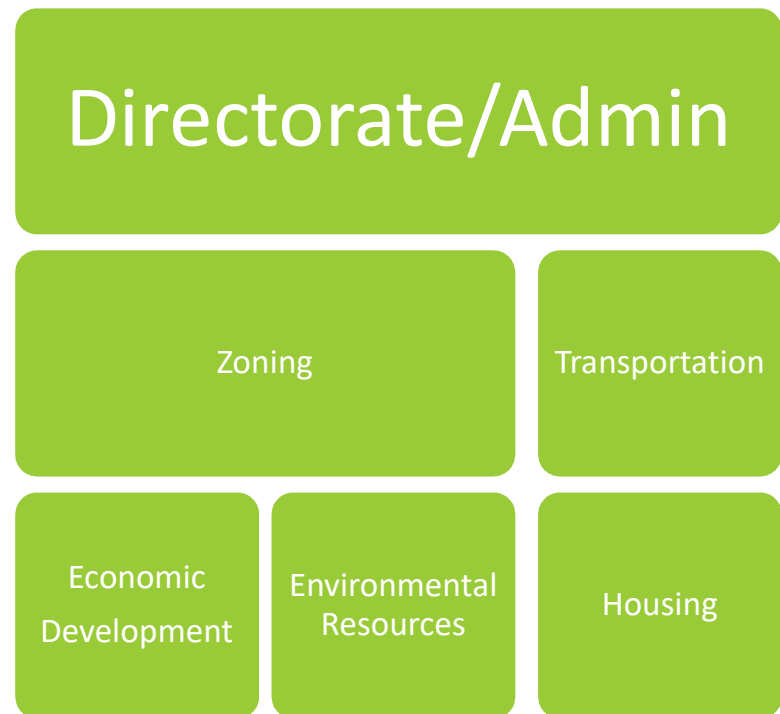 Directorate/Admin
Zoning
Transportation
Economic
Development
Environmental
Resources
Housing